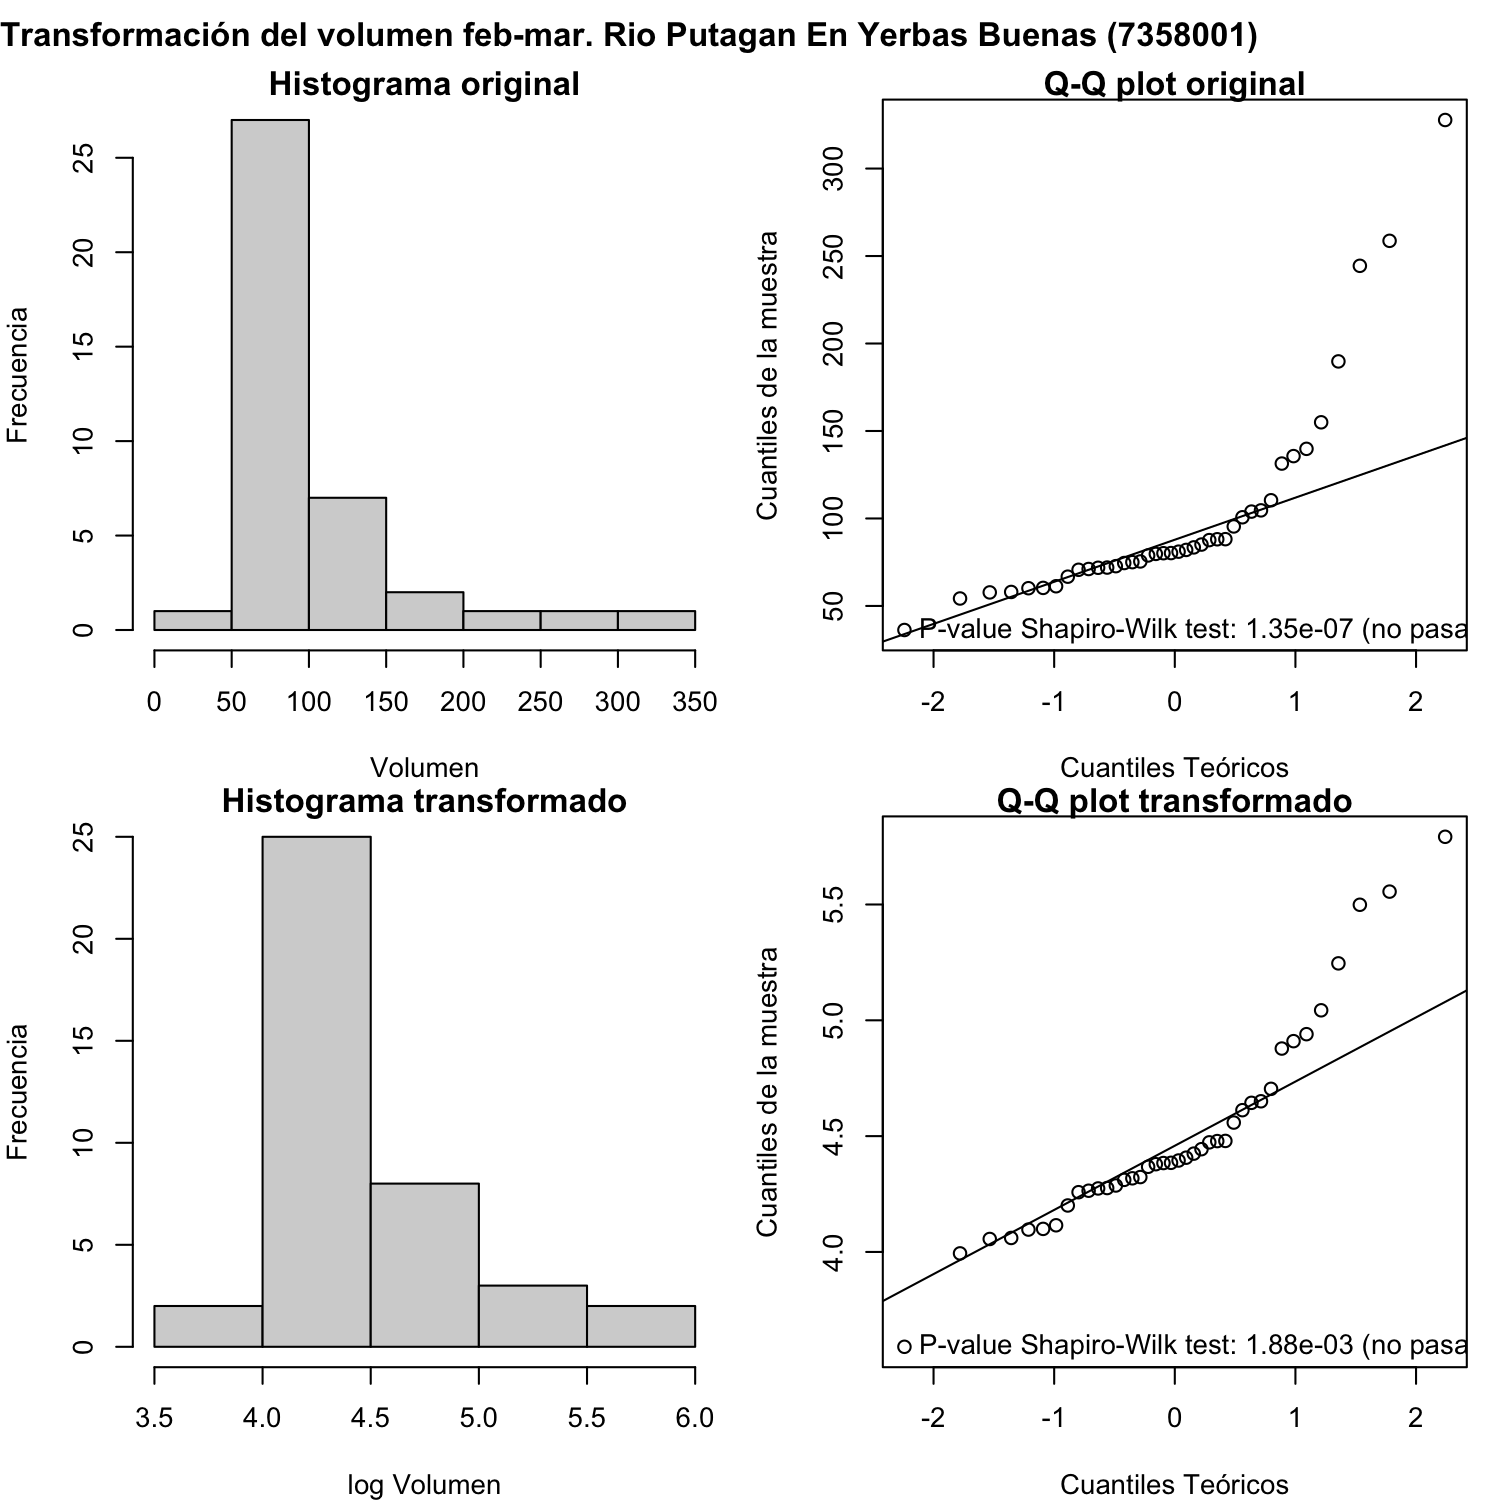 Transformación del volumen feb-mar. Rio Putagan En Yerbas Buenas (7358001)
Histograma original
Frecuencia
25
20
15
10
5
0
0 50 100 150 200 250 300 350
Volumen
Q-Q plot original
Cuantiles de la muestra
300
250
200
150
100
50
P-value Shapiro-Wilk test: 1.35e-07 (no pasa
-2 -1 0 1 2
Cuantiles Teóricos
Histograma transformado
Frecuencia
25
20
15
10
5
0
3.5 4.0 4.5 5.0 5.5 6.0
log Volumen
Q-Q plot transformado
Cuantiles de la muestra
5.5
5.0
4.5
4.0
P-value Shapiro-Wilk test: 1.88e-03 (no pasa
-2 -1 0 1 2
Cuantiles Teóricos